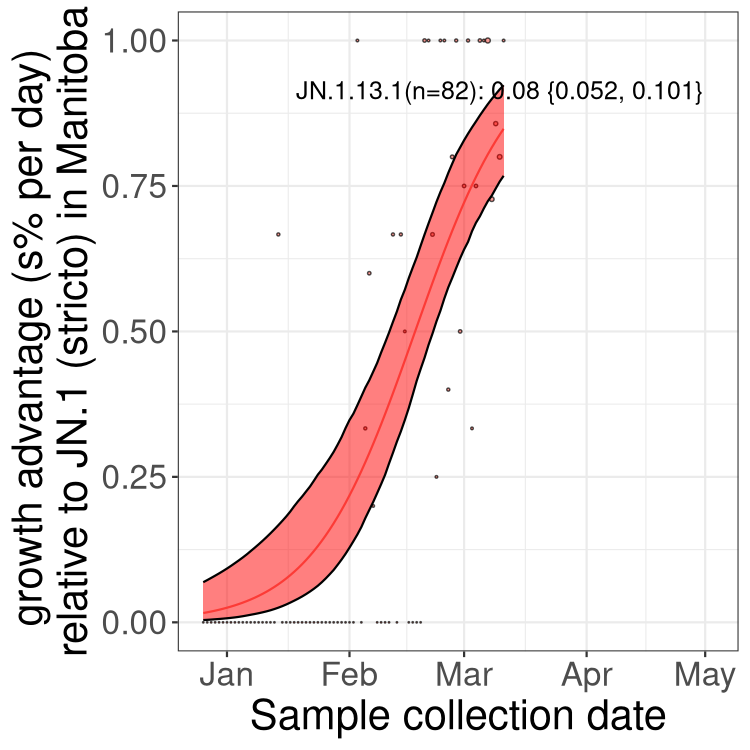 growth advantage (s% per day)
relative to JN.1 (stricto) in Manitoba
1.00
0.75
0.50
0.25
0.00
JN.1.13.1(n=82): 0.08 {0.052, 0.101}
Jan Feb Mar Apr May
Sample collection date